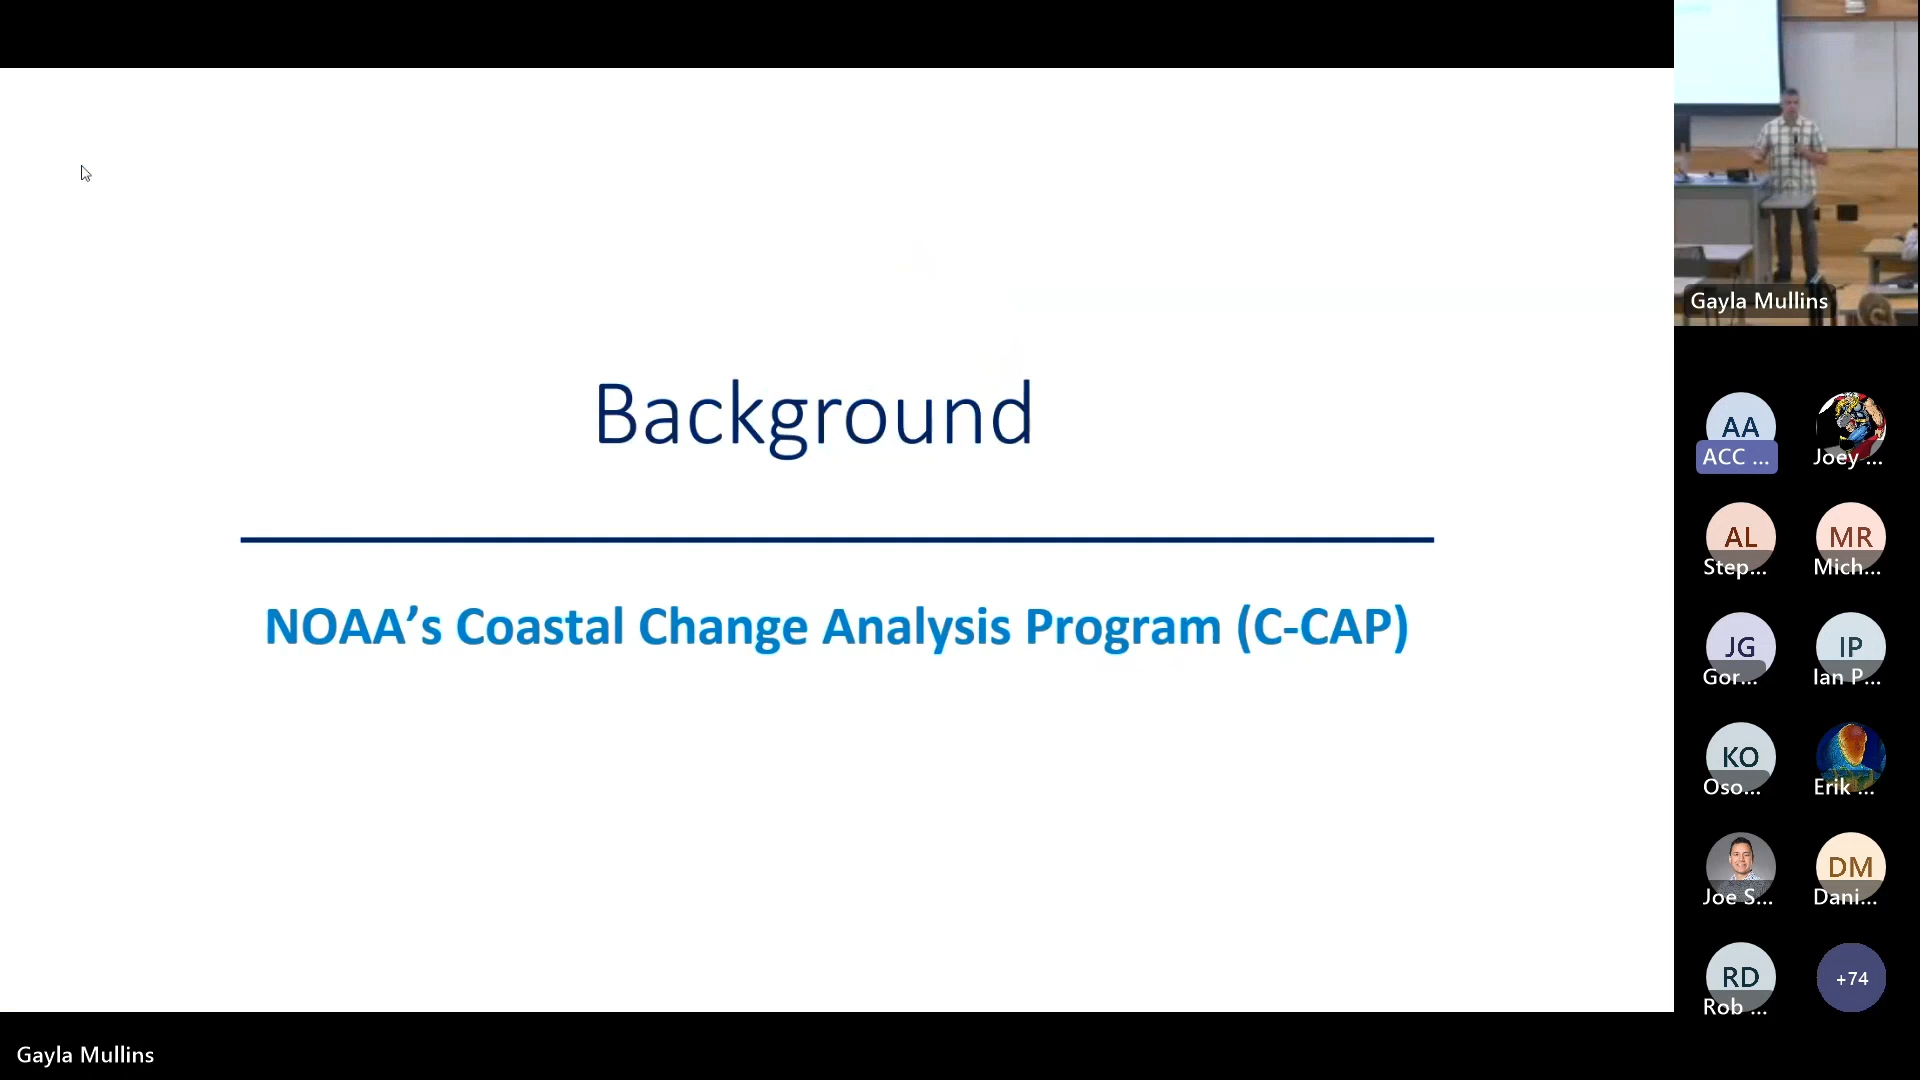 Background
NOAA’s Coastal Change Analysis Program (C-CAP)
Gayla Mullins
Gayla Mullins
AA
ACC ...
Joey ...
AL
Step...
MR
Mich...
JG
Gor...
IP
Ian P...
KO
Oso...
Erik ...
Joe S...
DM
Dani...
RD
Rob ...
+74